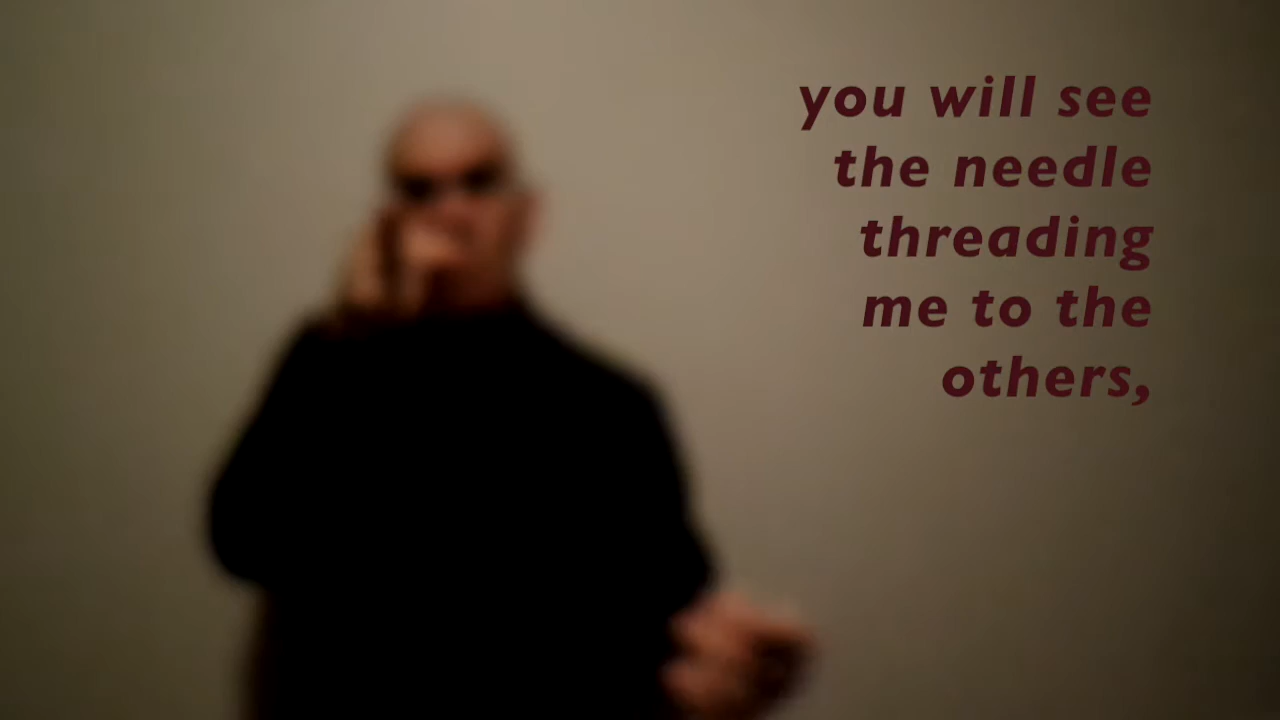 you will see
the needle
threading
me to the
others,